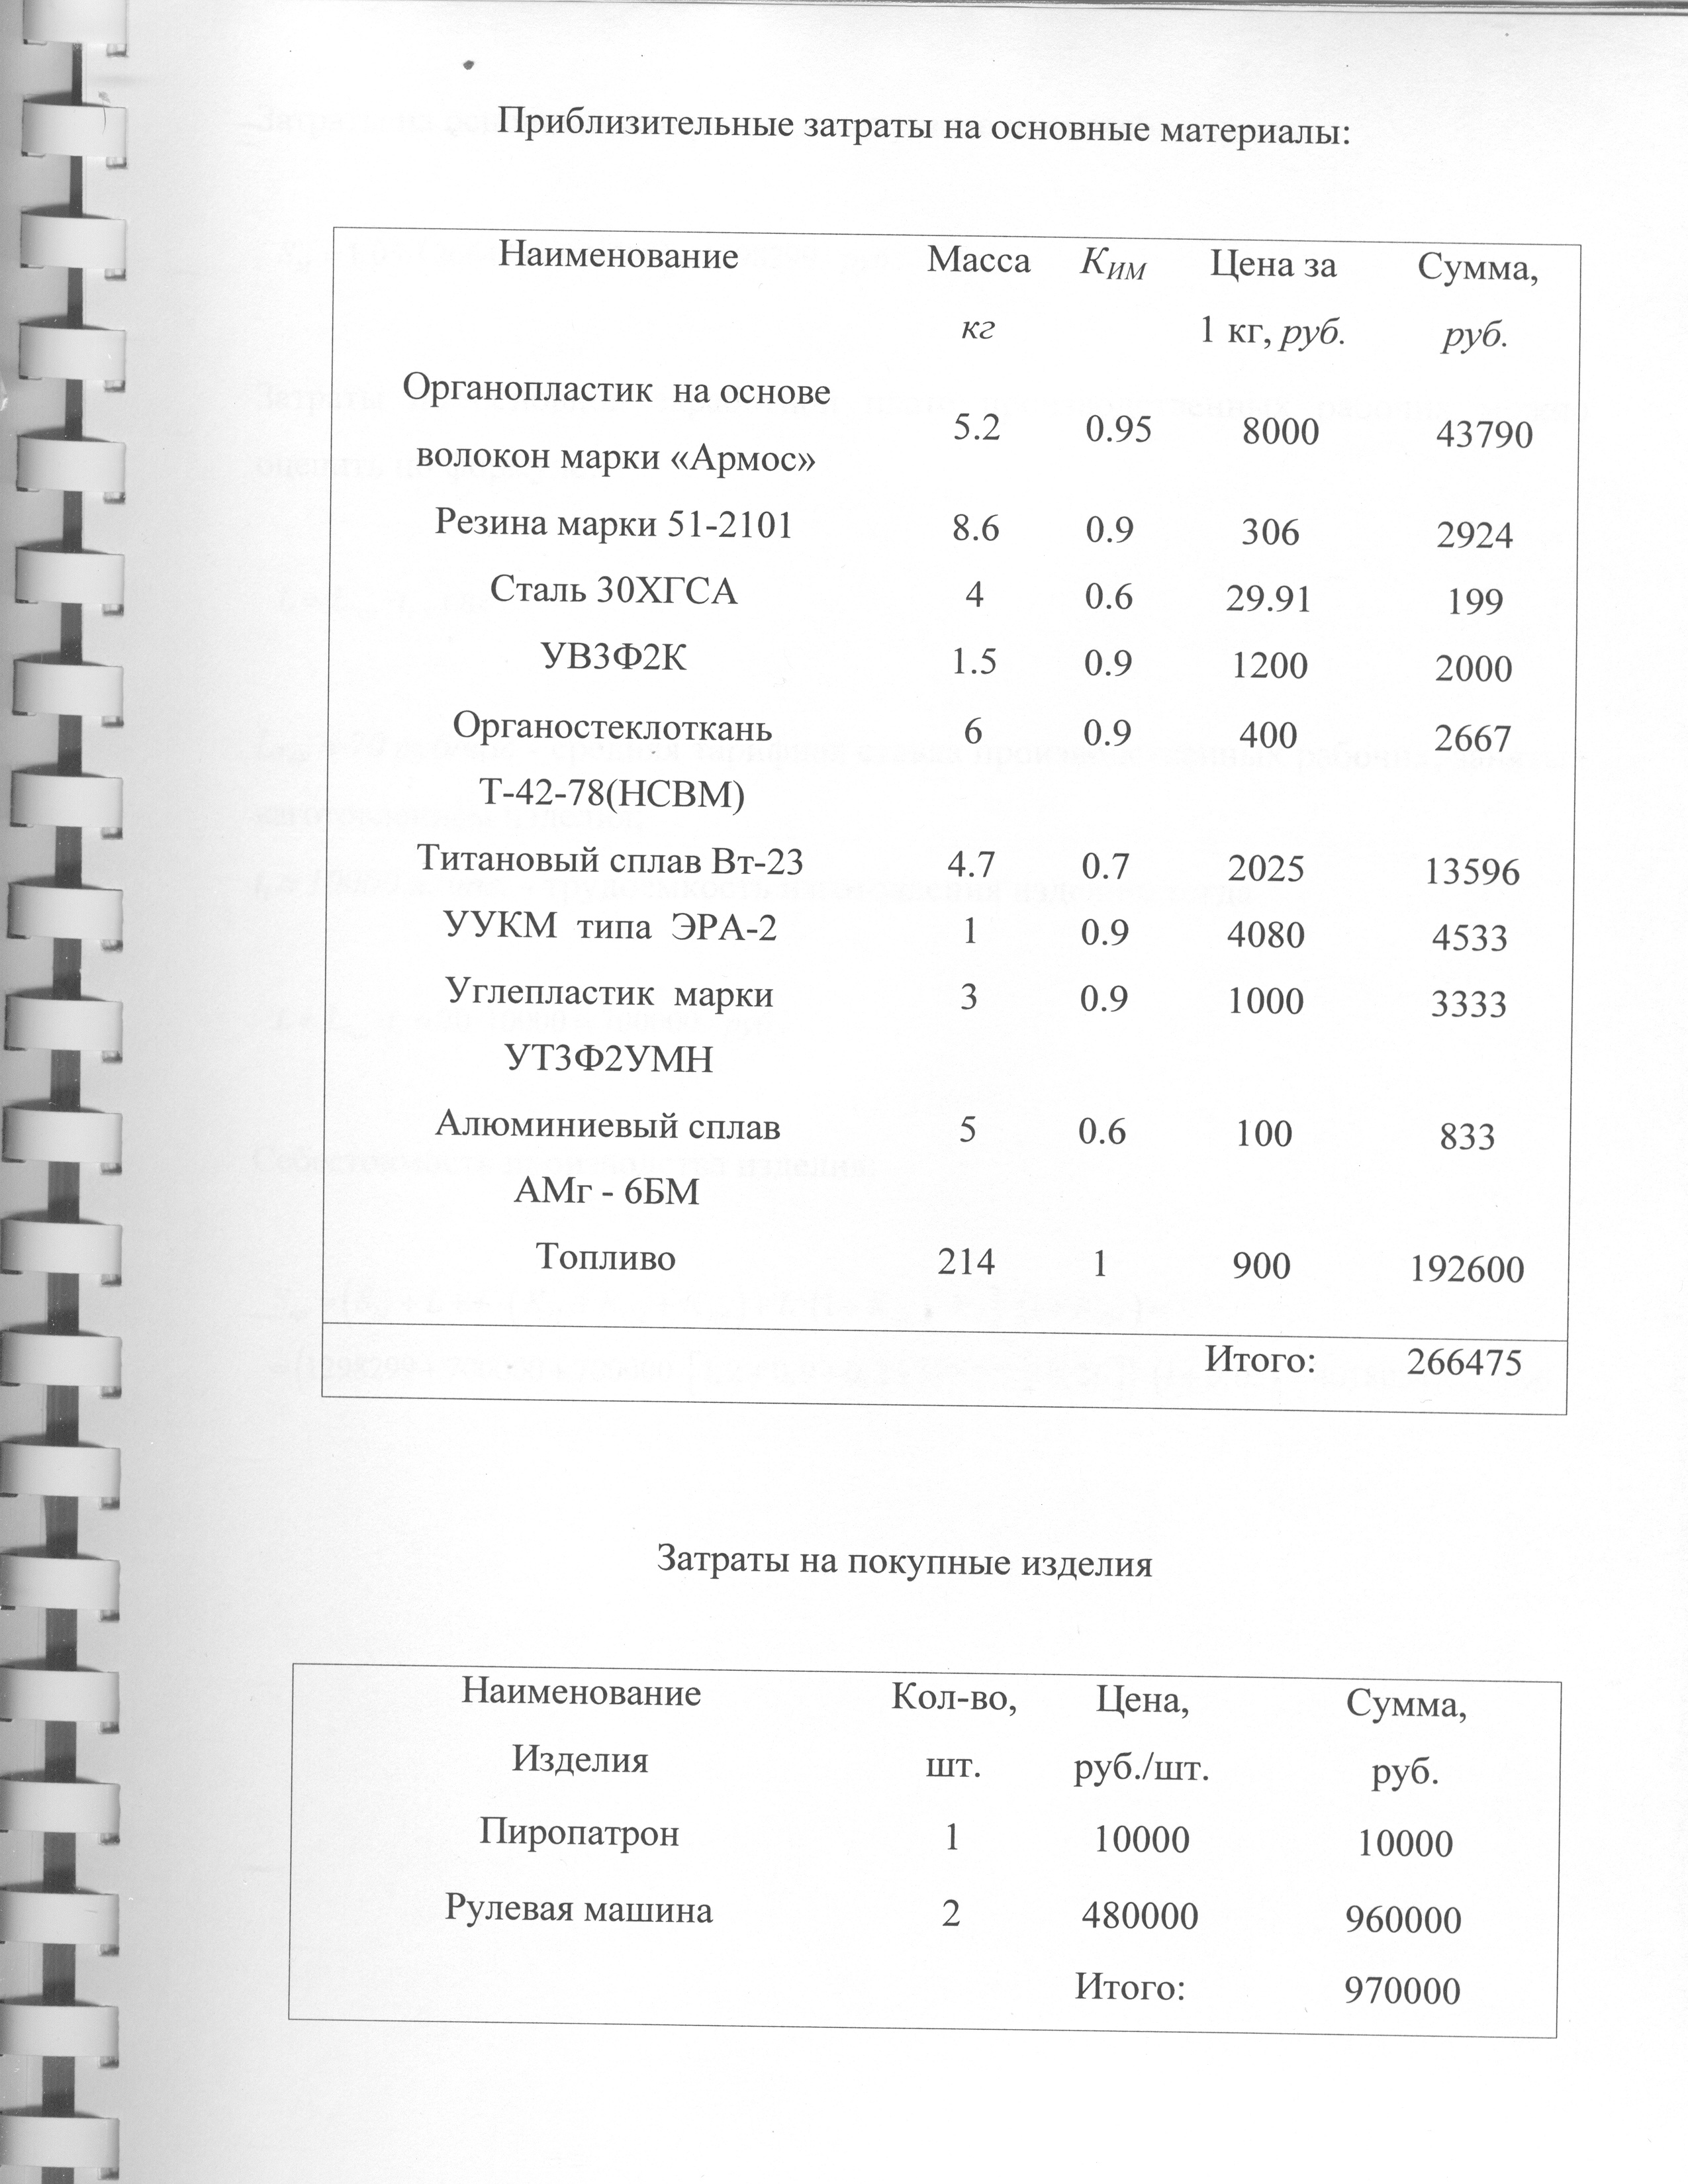 Приблизительные затраты на основные материалы:
Наименование Масса КИМ Цена за Сумма,
кг 1 кг, руб. руб.
Органопластик на основе
волокон марки «Армос» 5.2 0.95 8000 43790
Резина марки 51-2101 8.6 0.9 306 2924
Сталь 30ХГСА 4 0.6 29.91 199
УВ3Ф2К 1.5 0.9 1200 2000
Органостеклоткань 6 0.9 400 2667
Т-42-78(НСВМ)
Титановый сплав Вт-23 4.7 0.7 2025 13596
УУКМ типа ЭРА-2 1 0.9 4080 4533
Углепластик марки 3 0.9 1000 3333
УТ3Ф2УМН
Алюминиевый сплав 5 0.6 100 833
АМг - 6БМ
Топливо 214 1 900 192600
Итого: 266475
Затраты на покупные изделия
Наименование Кол-во, Цена, Сумма,
Изделия шт. руб./шт. руб.
Пиропатрон 1 10000 10000
Рулевая машина 2 480000 960000
Итого: 970000